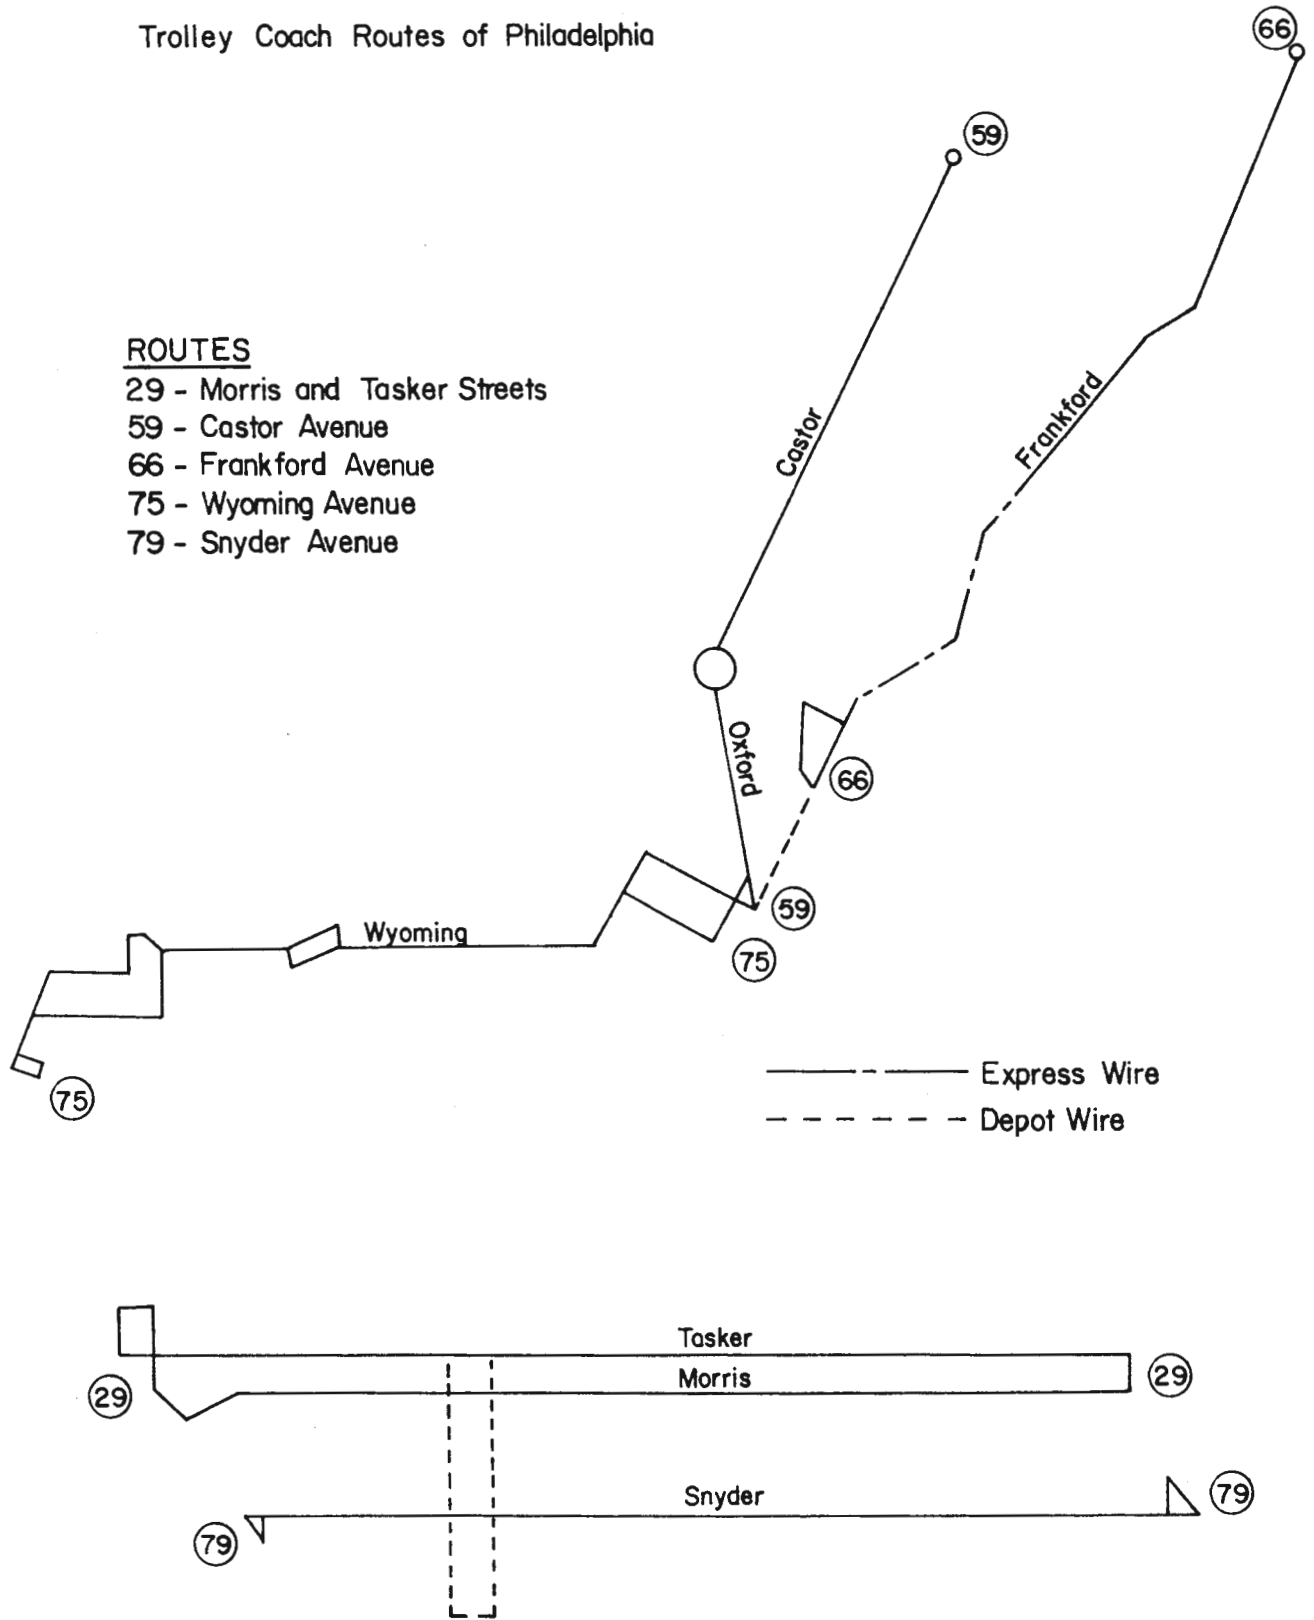 Trolley Coach Routes of Philadelphia
66
59
ROUTES
29 - Morris and Tasker Streets
59 - Castor Avenue
66 - Frankford Avenue
75 - Wyoming Avenue
79 - Snyder Avenue
Castor
Frankford
Oxford
66
59
Wyoming
75
75
Express Wire
Depot Wire
Tasker
Morris
29
29
Snyder
79
79